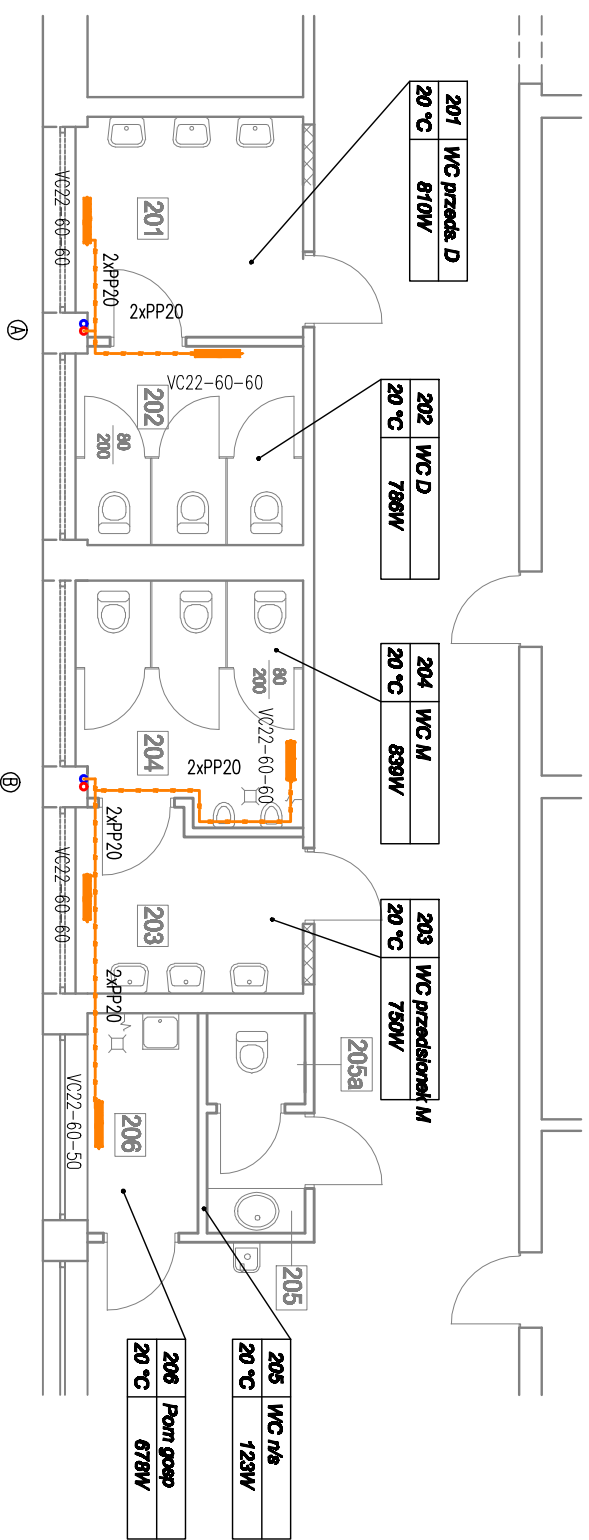 201 WC przeds. D
20 °C 810W
202 WC D
20 °C 786W
204 WC M
20 °C 839W
203 WC przedsionek M
20 °C 750W
205 WC n/s
20 °C 123W
206 Pom gosp
20 °C 678W
201
VC22-60-60
2xPP20
2xPP20
VC22-60-60
202
80
200
A
204
80
200
VC22-60-60
2xPP20
B
2xPP20
VC22-60-60
203
2xPP20
205a
205
206
VC22-60-50